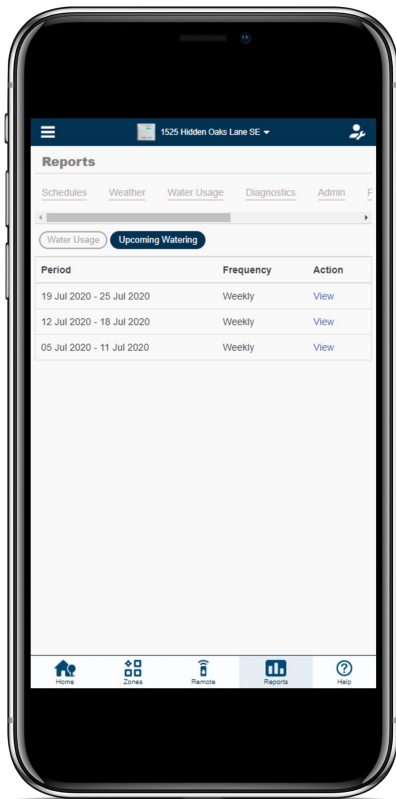 1525 Hidden Oaks Lane SE
Reports
Schedules Weather Water Usage Diagnostics Admin
Water Usage Upcoming Watering
Period Frequency Action
19 Jul 2020 - 25 Jul 2020 Weekly View
12 Jul 2020 - 18 Jul 2020 Weekly View
05 Jul 2020 - 11 Jul 2020 Weekly View
Home Zones Remote Reports Help